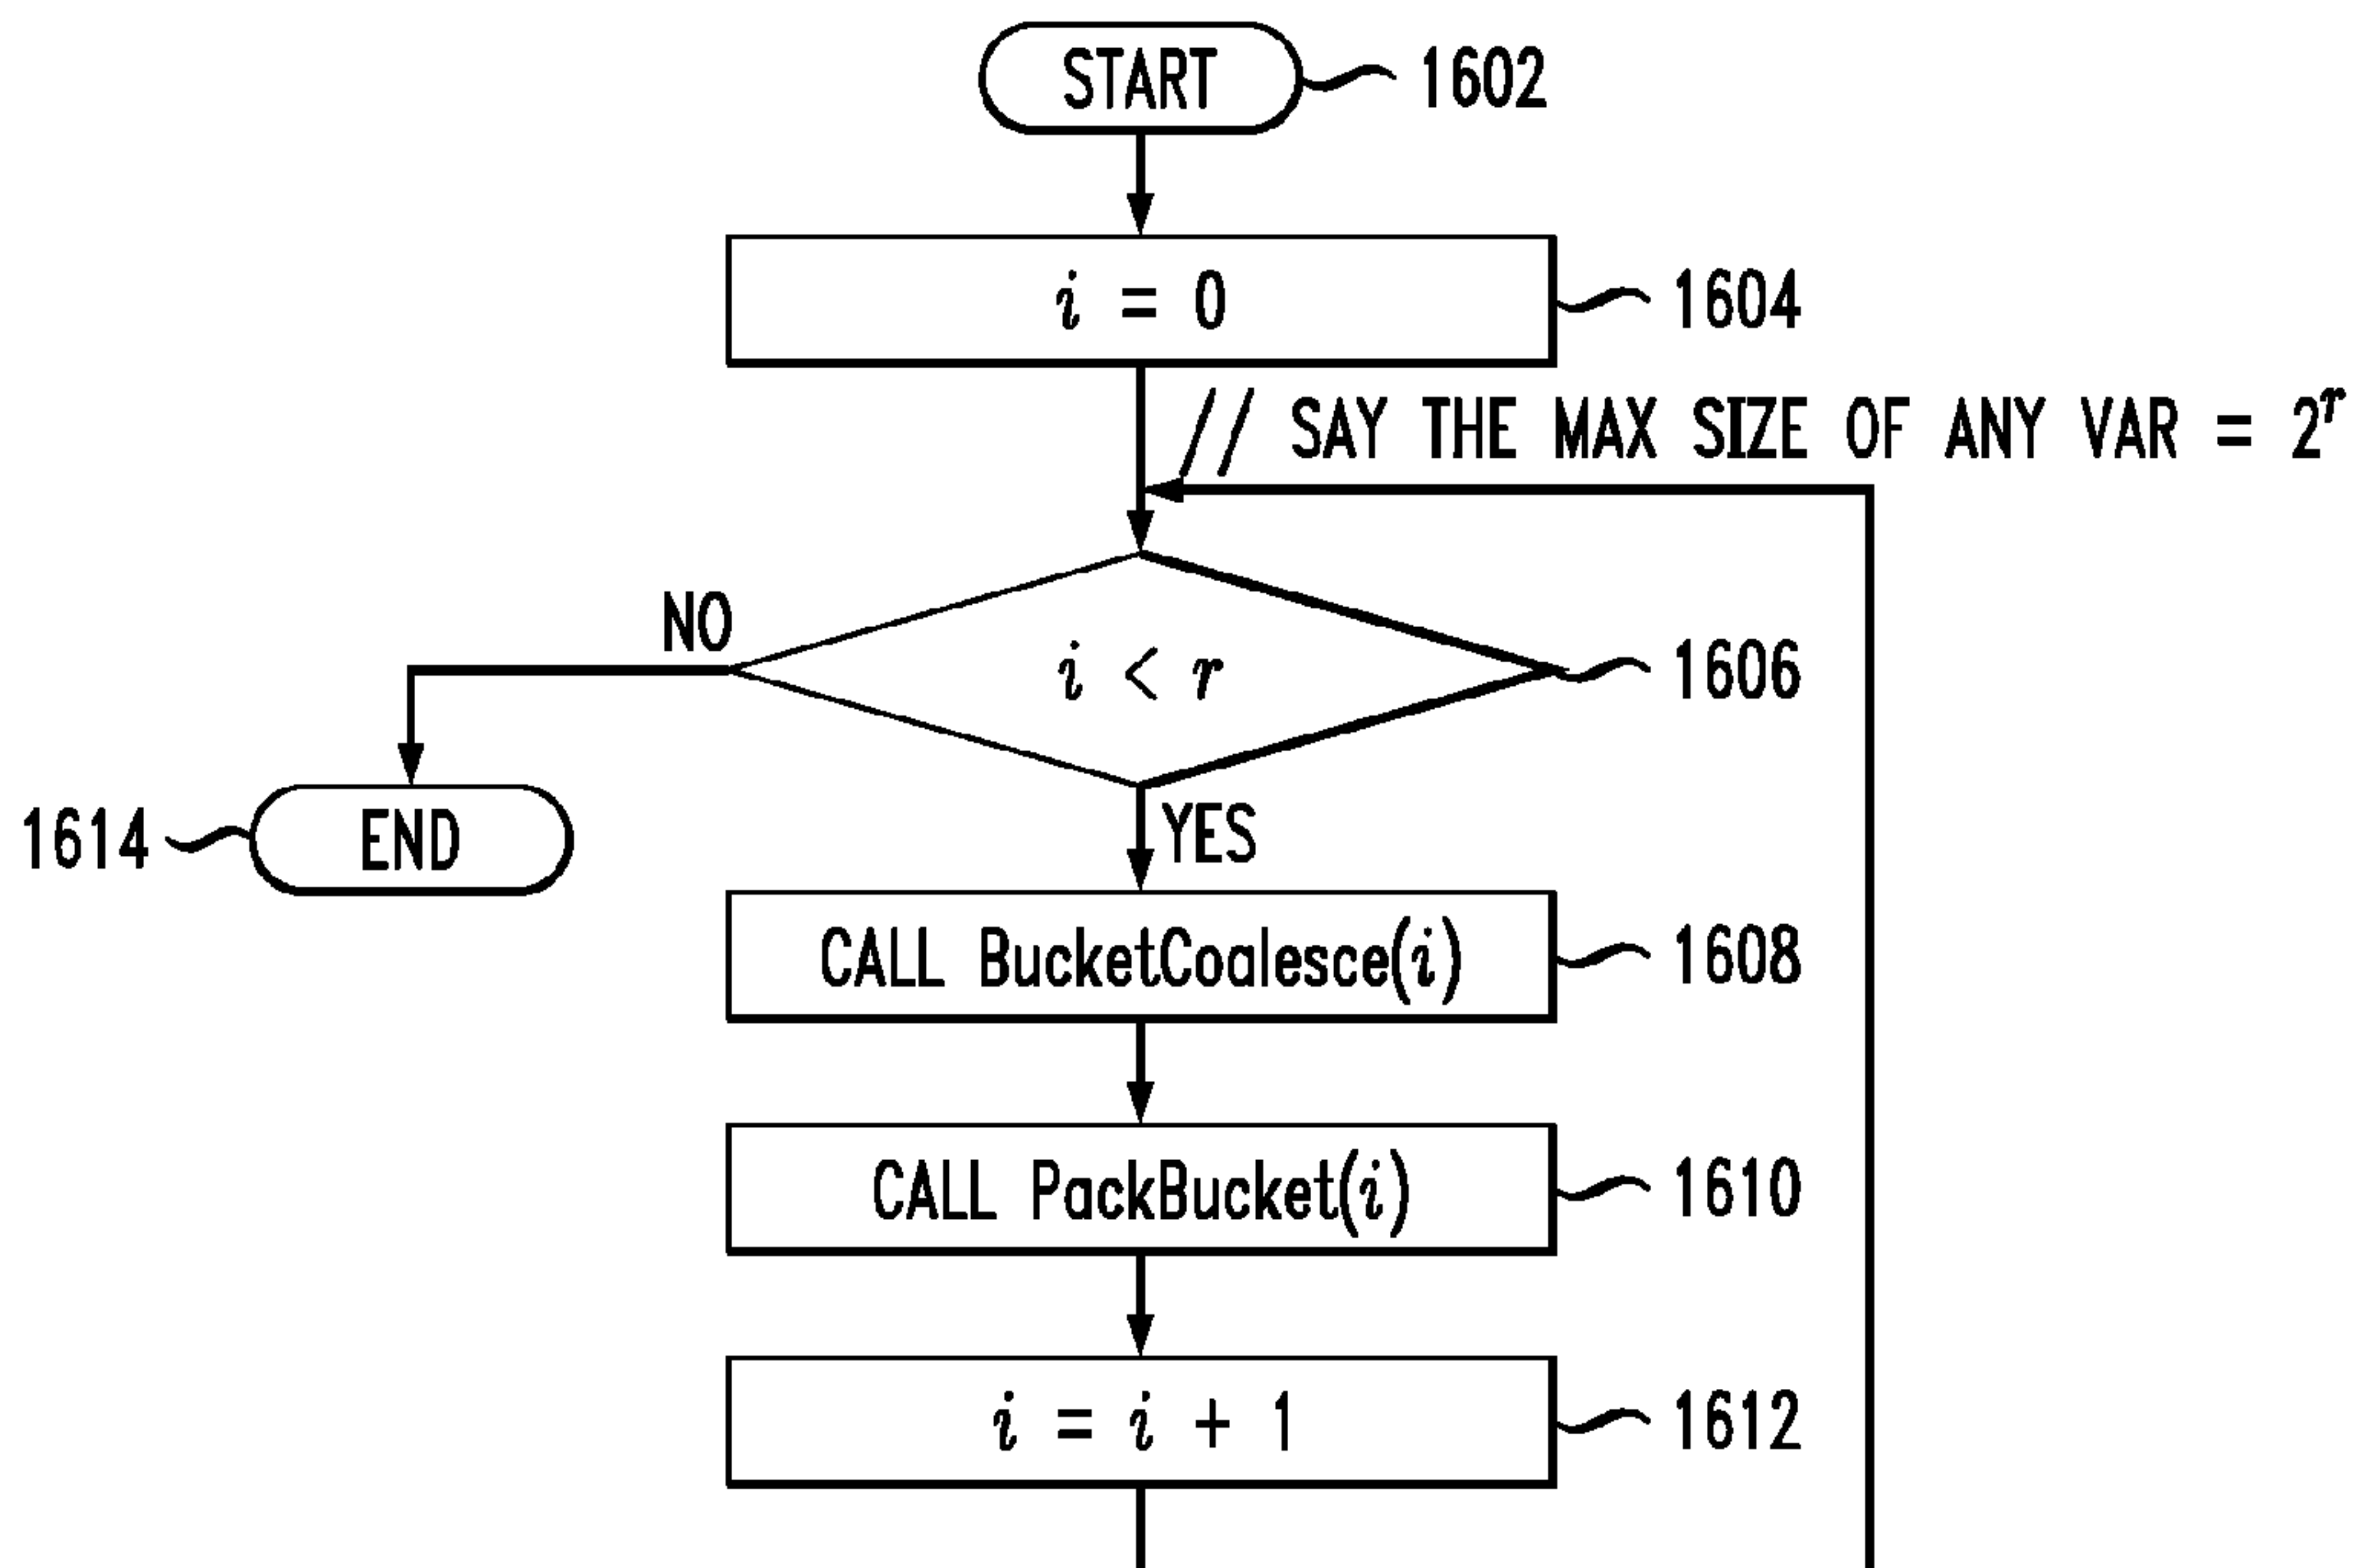 START 1602
i = 0 1604
// SAY THE MAX SIZE OF ANY VAR = 2^r
NO
i < r 1606
YES
1614 END
CALL BucketCoalesce(i) 1608
CALL PackBucket(i) 1610
i = i + 1 1612